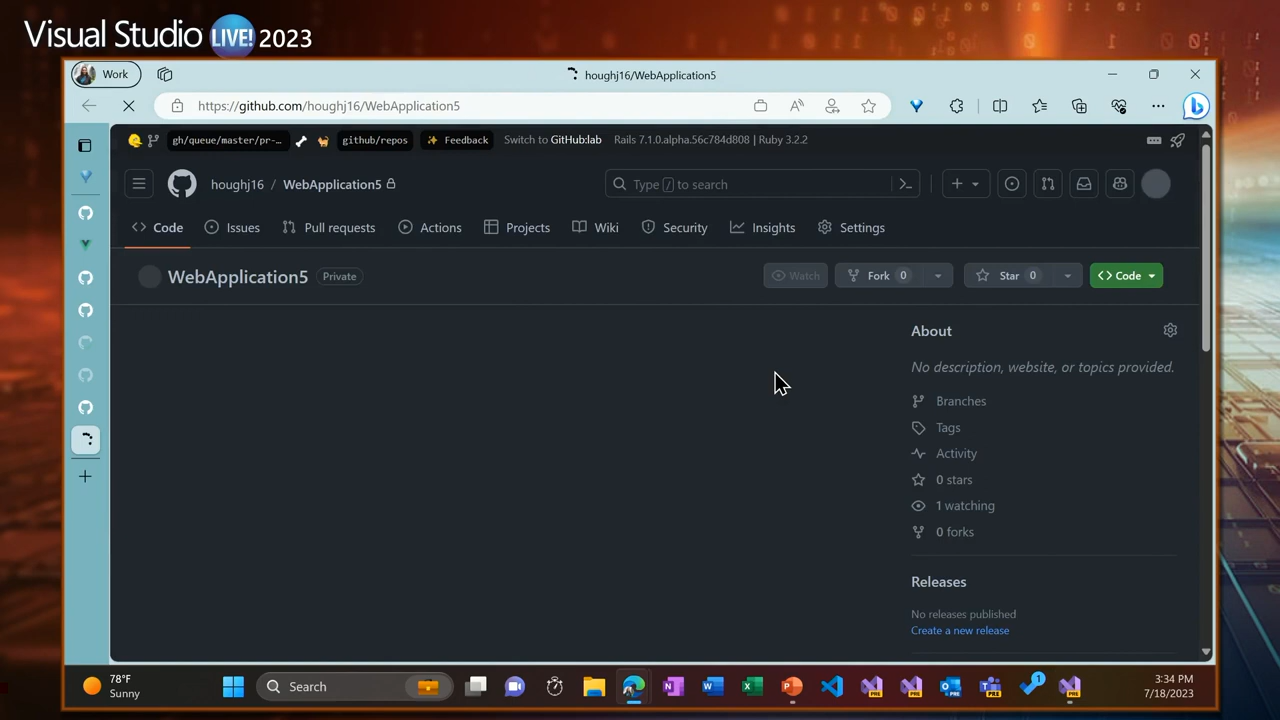 Visual Studio LIVE! 2023
Work
houghj16/WebApplication5
https://github.com/houghj16/WebApplication5
gh/queue/master/pr-… github/repos Feedback Switch to GitHub:lab Rails 7.1.0.alpha.56c784d808 | Ruby 3.2.2
houghj16 / WebApplication5
Type / to search
Code Issues Pull requests Actions Projects Wiki Security Insights Settings
WebApplication5 Private Watch Fork 0 Star 0 Code
About
No description, website, or topics provided.
Branches
Tags
Activity
0 stars
1 watching
0 forks
Releases
No releases published
Create a new release
78°F
Sunny
Search
3:34 PM
7/18/2023